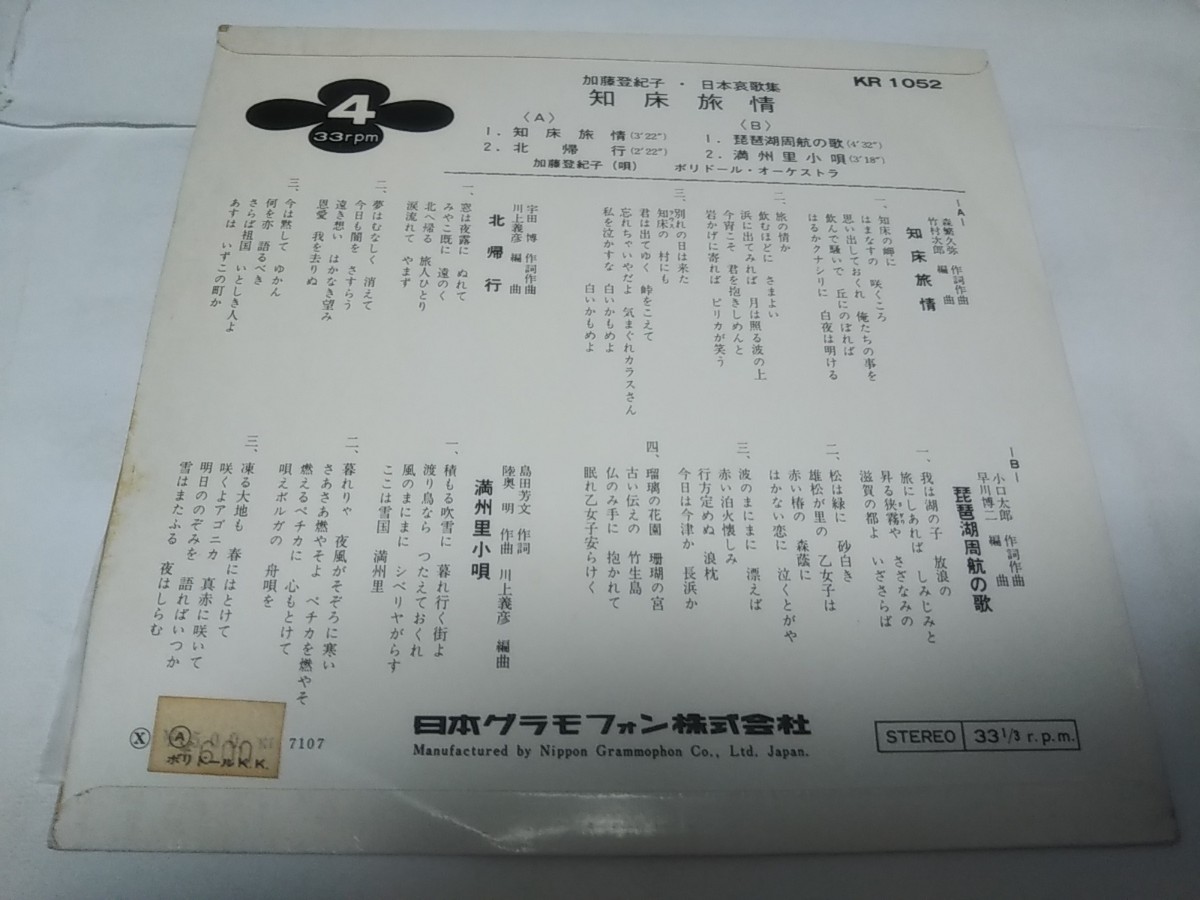 4
33rpm
加藤登紀子・日本哀歌集
知床旅情
KR 1052
〈A〉
1. 知床旅情(3′22″)
2. 北帰行(2′22″)
〈B〉
1. 琵琶湖周航の歌(4′32″)
2. 満州里小唄(3′18″)
加藤登紀子(唄) ポリドール・オーケストラ
―A―
森繁久弥 作詞作曲
竹村次郎 編曲
知床旅情
一、知床の岬に
はまなすの 咲くころ
思い出しておくれ 俺たちの事を
飲んで騒いで 丘にのぼれば
はるかクナシリに 白夜は明ける
二、旅の情か
飲むほどに さまよい
浜に出てみれば 月は照る波の上
今宵こそ 君を抱きしめんと
岩かげに寄れば ピリカが笑う
三、別れの日は来た
知床の 村にも
君は出てゆく 峠をこえて
忘れちゃいやだよ 気まぐれカラスさん
私を泣かすな 白いかもめよ
白いかもめよ
宇田 博 作詞作曲
川上義彦 編曲
北帰行
一、窓は夜露に ぬれて
みやこ既に 遠のく
北へ帰る 旅人ひとり
涙流れて やまず
二、夢はむなしく 消えて
今日も闇を さすらう
遠き想い はかなき望み
恩愛 我を去りぬ
三、今は黙して ゆかん
何を亦 語るべき
さらば祖国 いとしき人よ
あすは いずこの町か
―B―
小口太郎 作詞作曲
早川博二 編曲
琵琶湖周航の歌
一、我は湖の子 放浪の
旅にしあれば しみじみと
昇る狭霧や さざなみの
滋賀の都よ いざさらば
二、松は緑に 砂白き
雄松が里の 乙女子は
赤い椿の 森蔭に
はかない恋に 泣くとがや
三、波のまにまに 漂えば
赤い泊火懐しみ
行方定めぬ 浪枕
今日は今津か 長浜か
四、瑠璃の花園 珊瑚の宮
古い伝えの 竹生島
仏のみ手に 抱かれて
眠れ乙女子安らけく
島田芳文 作詞
陸奥 明 作曲 川上義彦 編曲
満州里小唄
一、積もる吹雪に 暮れ行く街よ
渡り鳥なら つたえておくれ
風のまにまに シベリヤがらす
ここは雪国 満州里
二、暮れりゃ 夜風がそぞろに寒い
さあさあ燃やそよ ペチカを燃やそ
燃えるペチカに 心もとけて
唄えボルガの 舟唄を
三、凍る大地も 春にはとけて
咲くよアゴニカ 真赤に咲いて
明日ののぞみを 語ればいつか
雪はまたふる 夜はしらむ
Ⓧ Ⓐ
600
7107
日本グラモフォン株式会社
Manufactured by Nippon Grammophon Co., Ltd. Japan.
STEREO 33 1/3 r.p.m.